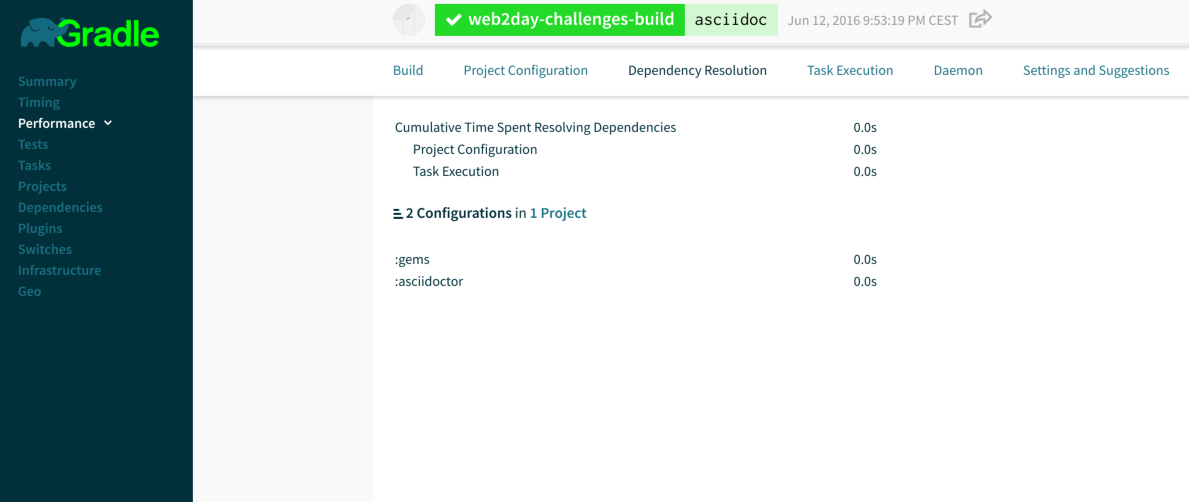 Gradle
Summary
Timing
Performance
Tests
Tasks
Projects
Dependencies
Plugins
Switches
Infrastructure
Geo
web2day-challenges-build asciidoc Jun 12, 2016 9:53:19 PM CEST
Build Project Configuration Dependency Resolution Task Execution Daemon Settings and Suggestions
Cumulative Time Spent Resolving Dependencies 0.0s
Project Configuration 0.0s
Task Execution 0.0s
2 Configurations in 1 Project
:gems 0.0s
:asciidoctor 0.0s